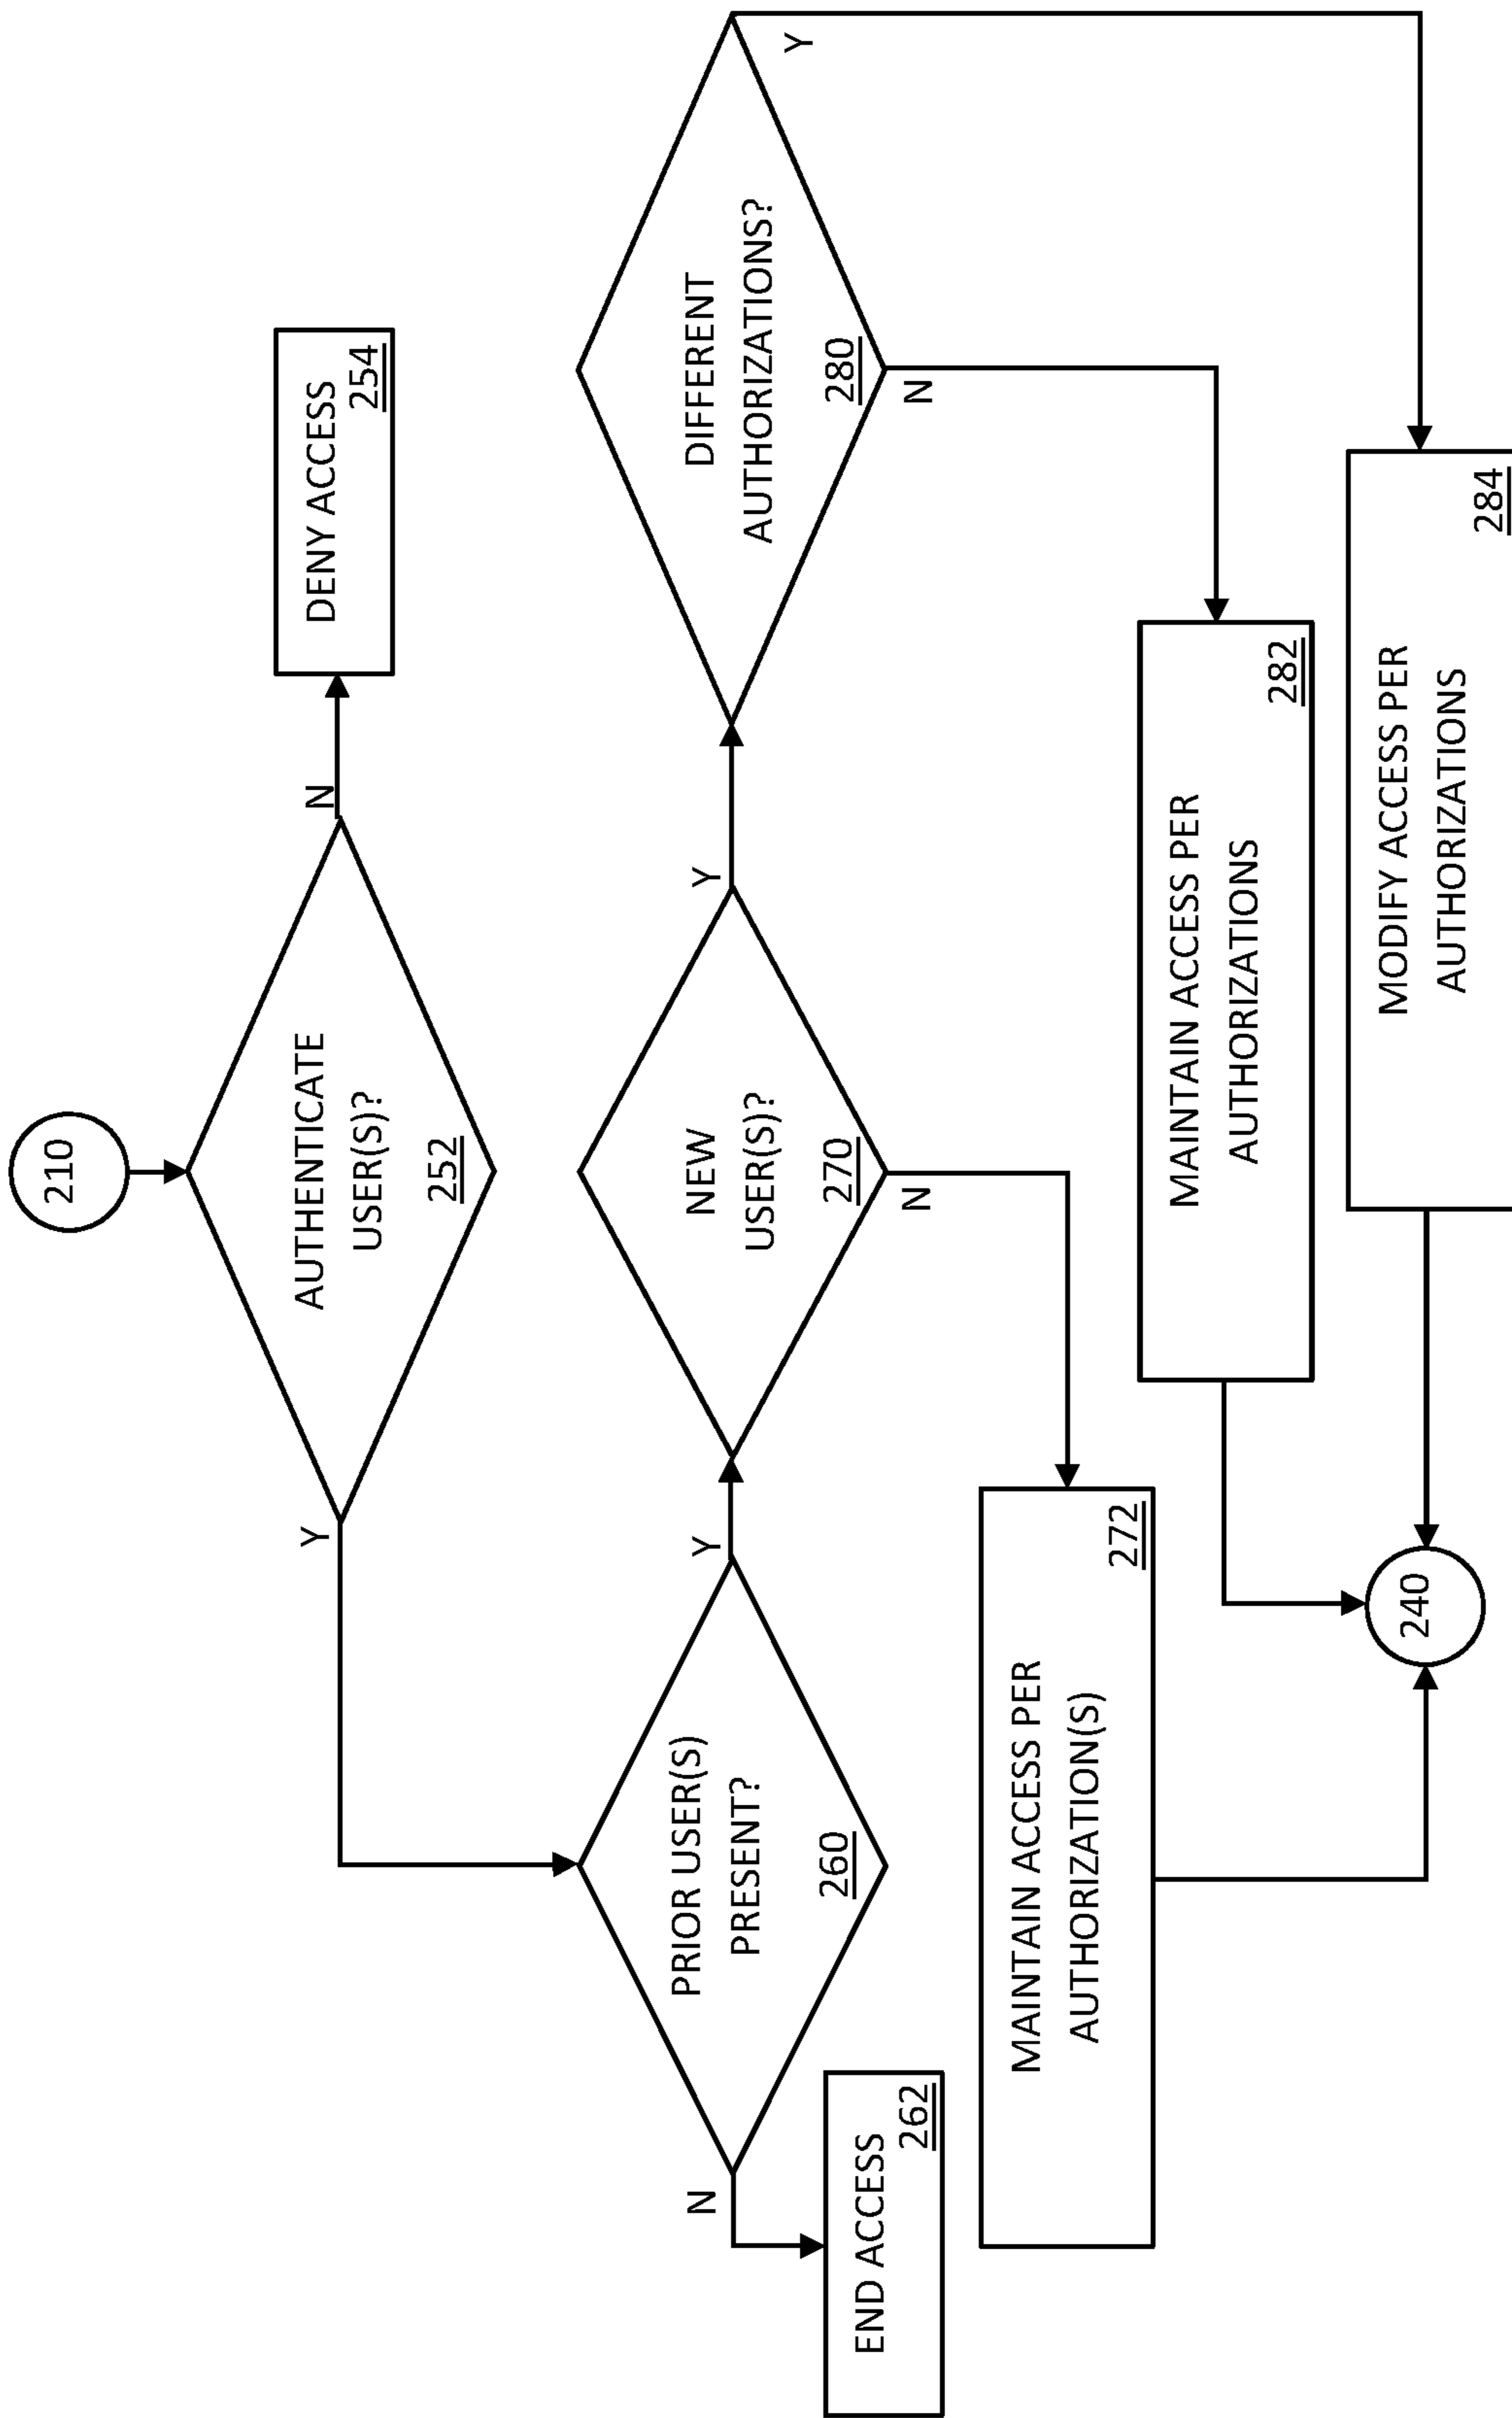 210
AUTHENTICATE
USER(S)?
252
Y
N
DENY ACCESS
254
PRIOR USER(S)
PRESENT?
260
N
Y
END ACCESS
262
NEW
USER(S)?
270
Y
N
DIFFERENT
AUTHORIZATIONS?
280
Y
N
MAINTAIN ACCESS PER
AUTHORIZATION(S)
272
MAINTAIN ACCESS PER
AUTHORIZATIONS
282
MODIFY ACCESS PER
AUTHORIZATIONS
284
240